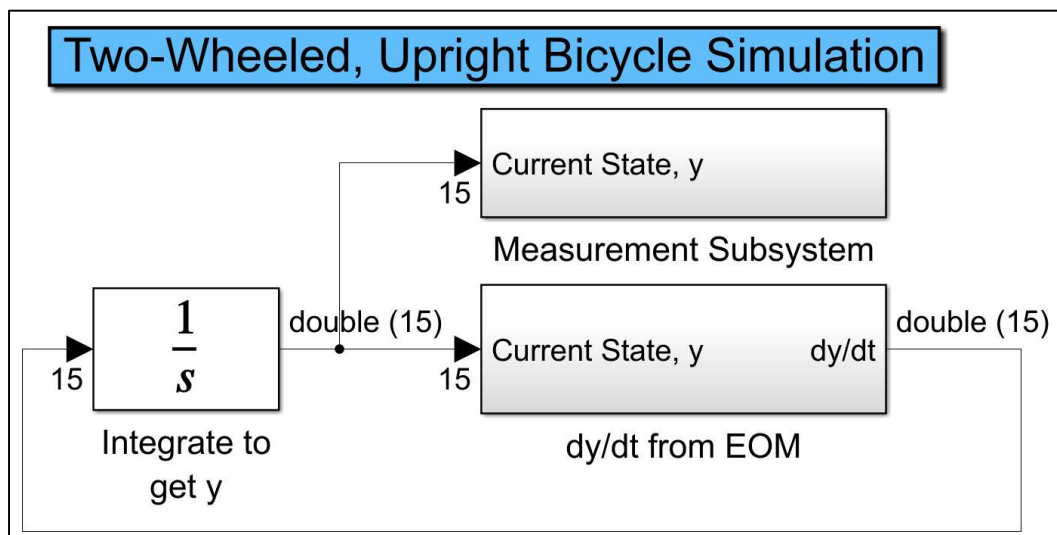 Two-Wheeled, Upright Bicycle Simulation
Current State, y
15
Measurement Subsystem
1
s
15
Integrate to
get y
double (15)
Current State, y
dy/dt
15
dy/dt from EOM
double (15)